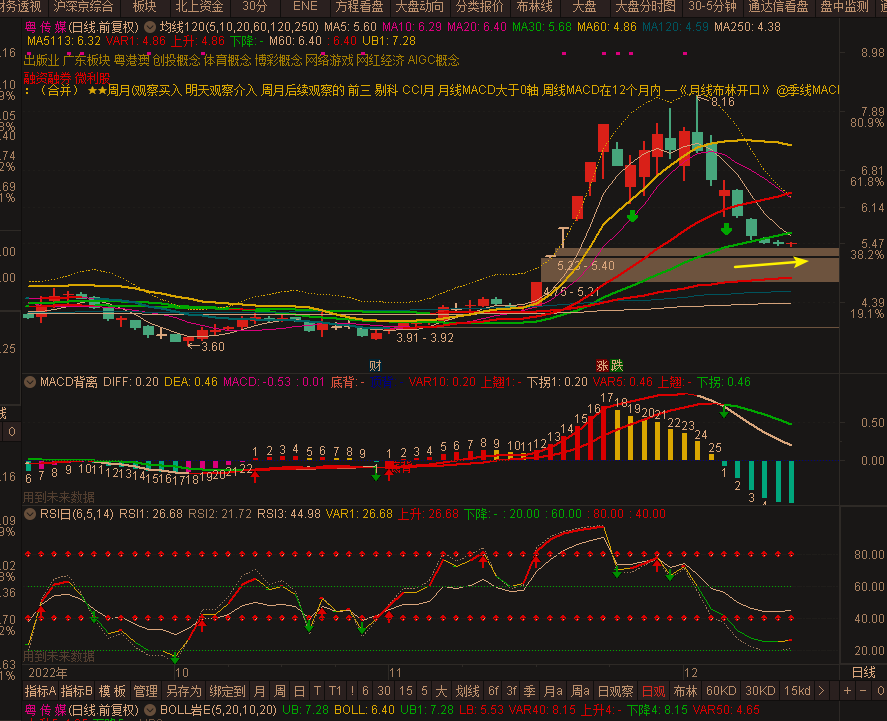 财务透视 沪深京综合 板块 北上资金 30分 ENE 方程看盘 大盘动向 分类报价 布林线 大盘 大盘分时图 30-5分钟 通达信看盘 盘中监测
粤 传 媒(日线.前复权) 均线120(5,10,20,60,120,250) MA5: 5.60 MA10: 6.29 MA20: 6.40 MA30: 5.68 MA60: 4.86 MA120: 4.59 MA250: 4.38
MA5113: 6.32 VAR1: 4.86 上升: 4.86 下降: - M60: 6.40 : 6.40 UB1: 7.28
出版业 广东板块 粤港澳 创投概念 体育概念 博彩概念 网络游戏 网红经济 AIGC概念
融资融券 微利股
： （合并） ★★周月(观察买入 明天观察介入 周月后续观察的 前三 剔科 CCI月 月线MACD大于0轴 周线MACD在12个月内 —《月线布林开口》 @季线MACD
8.16
8.98
7.89
80.9%
6.81
61.8%
6.14
5.47
38.2%
4.39
19.1%
5.23 - 5.40
4.75 - 5.21
3.91 - 3.92
←3.60
财
涨 跌
MACD背离 DIFF: 0.20 DEA: 0.46 MACD: -0.53 : 0.01 底背: - VAR10: 0.20 上翘1: - 下拐1: 0.20 VAR5: 0.46 上翘: - 下拐: 0.46
17 18 19 20 21 22 23 24 25
6 7 8 9 10 11 12 13 14 15 16 17 18 19 20 21 22
1 2 3 4 5 6 7 8 9
1 2 3 4 5 6 7 8 9 10 11 12 13 14 15 16
1 2 3 4
0.50
0.00
用到未来数据
RSI日(6,5,14) RSI1: 26.68 RSI2: 21.72 RSI3: 44.98 VAR1: 26.68 上升: 26.68 下降: - : 20.00 : 60.00 : 80.00 : 40.00
80.00
60.00
40.00
20.00
用到未来数据
2022年 10 11 12 日线
指标A 指标B 模 板 管理 另存为 绑定到 月 周 日 T T1 ! 6 30 15 5 大 划线 6f 3f 季 月a 周a 日观察 日观 布林 60KD 30KD 15kd > + - O
粤 传 媒(日线.前复权) BOLL岩E(5,20,10,20) UB: 7.28 BOLL: 6.40 UB1: 7.28 LB: 5.53 VAR40: 8.15 上升4: - 下降4: 8.15 VAR50: 4.65